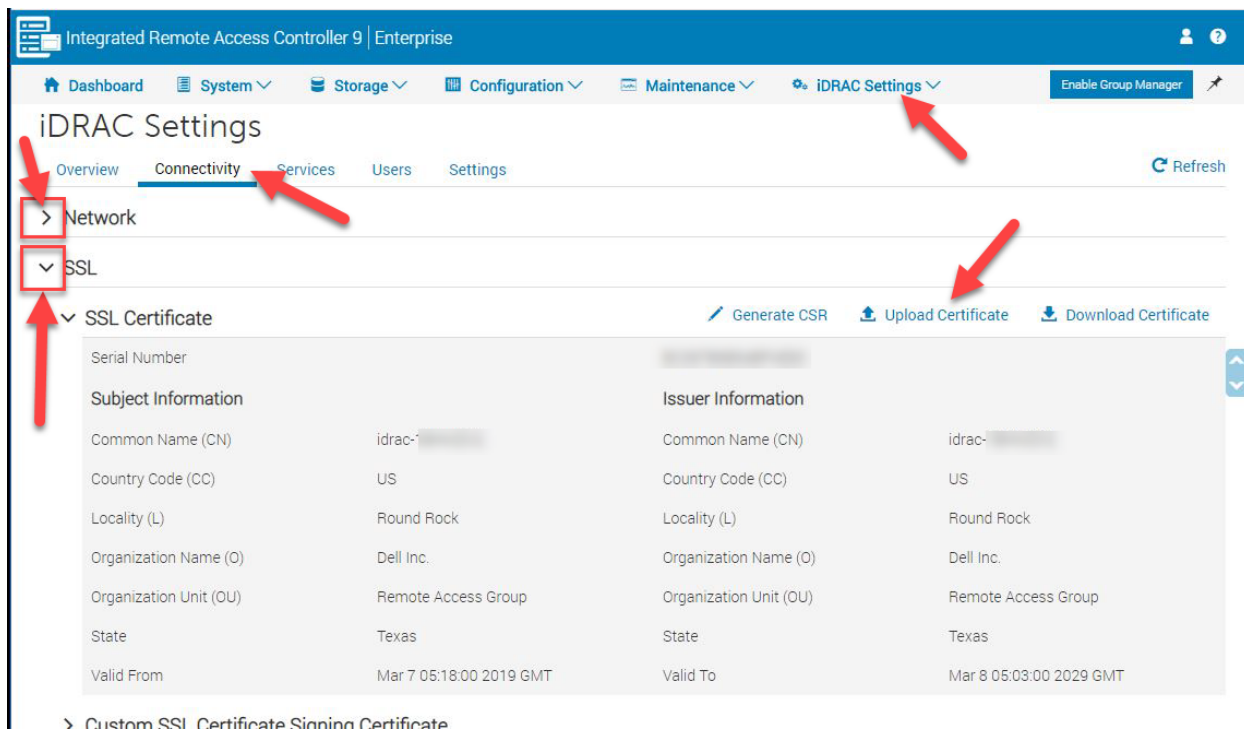 Integrated Remote Access Controller 9 | Enterprise
Dashboard System Storage Configuration Maintenance iDRAC Settings Enable Group Manager
iDRAC Settings
Overview Connectivity Services Users Settings Refresh
Network
SSL
SSL Certificate Generate CSR Upload Certificate Download Certificate
Serial Number
Subject Information Issuer Information
Common Name (CN) idrac- Common Name (CN) idrac-
Country Code (CC) US Country Code (CC) US
Locality (L) Round Rock Locality (L) Round Rock
Organization Name (O) Dell Inc. Organization Name (O) Dell Inc.
Organization Unit (OU) Remote Access Group Organization Unit (OU) Remote Access Group
State Texas State Texas
Valid From Mar 7 05:18:00 2019 GMT Valid To Mar 8 05:03:00 2029 GMT
Custom SSL Certificate Signing Certificate